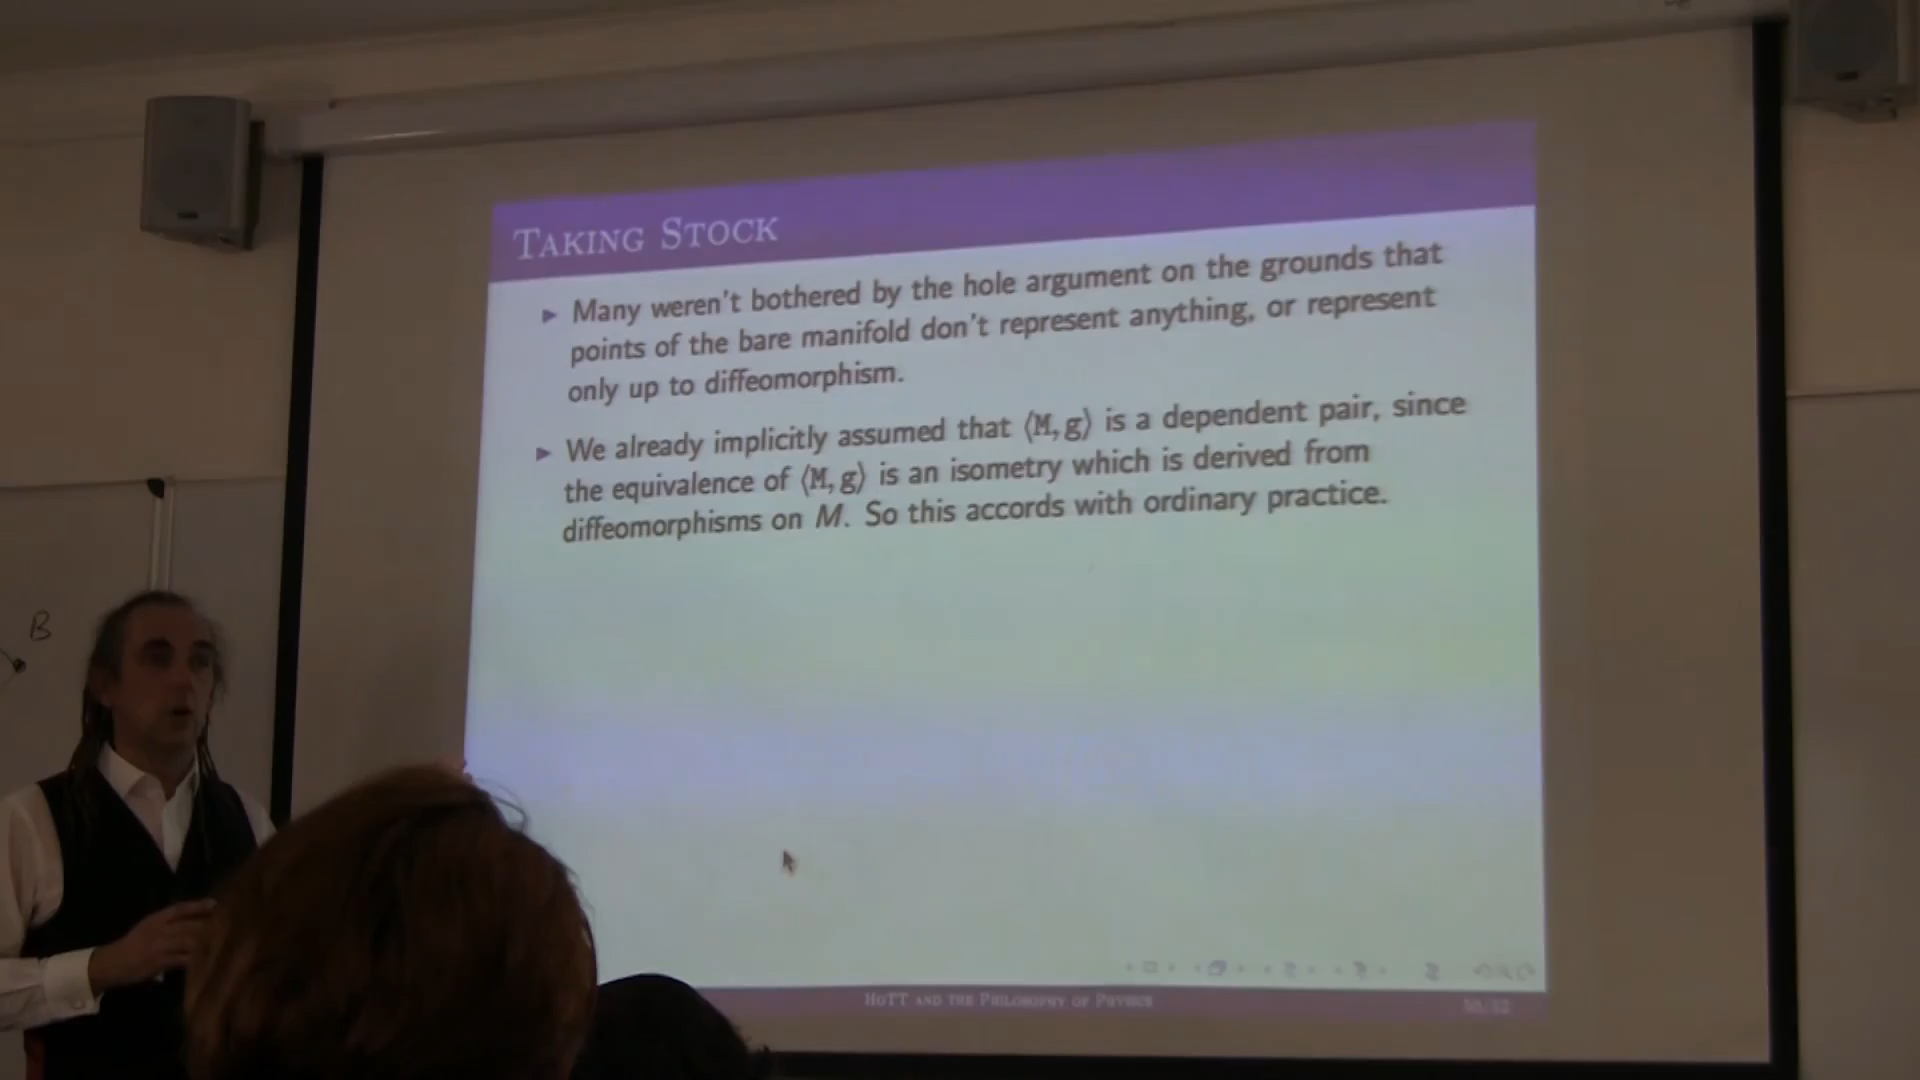 TAKING STOCK
Many weren't bothered by the hole argument on the grounds that
points of the bare manifold don't represent anything, or represent
only up to diffeomorphism.
We already implicitly assumed that ⟨M, g⟩ is a dependent pair, since
the equivalence of ⟨M, g⟩ is an isometry which is derived from
diffeomorphisms on M. So this accords with ordinary practice.
B
HOTT AND THE PHILOSOPHY OF PHYSICS